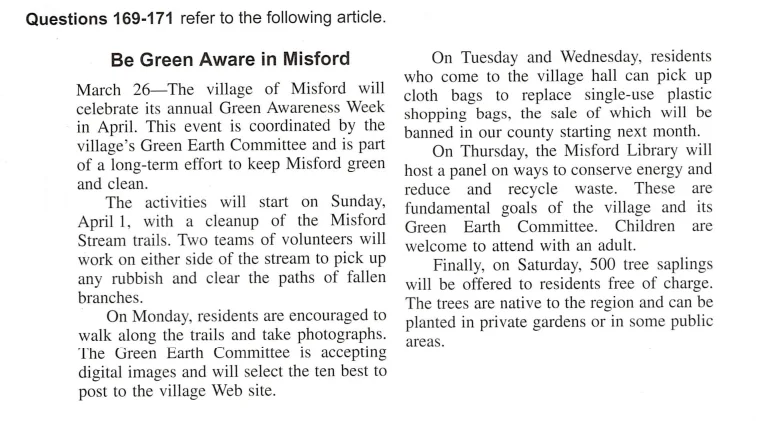 Questions 169-171 refer to the following article.
Be Green Aware in Misford
March 26—The village of Misford will
celebrate its annual Green Awareness Week
in April. This event is coordinated by the
village's Green Earth Committee and is part
of a long-term effort to keep Misford green
and clean.
The activities will start on Sunday,
April 1, with a cleanup of the Misford
Stream trails. Two teams of volunteers will
work on either side of the stream to pick up
any rubbish and clear the paths of fallen
branches.
On Monday, residents are encouraged to
walk along the trails and take photographs.
The Green Earth Committee is accepting
digital images and will select the ten best to
post to the village Web site.
On Tuesday and Wednesday, residents
who come to the village hall can pick up
cloth bags to replace single-use plastic
shopping bags, the sale of which will be
banned in our county starting next month.
On Thursday, the Misford Library will
host a panel on ways to conserve energy and
reduce and recycle waste. These are
fundamental goals of the village and its
Green Earth Committee. Children are
welcome to attend with an adult.
Finally, on Saturday, 500 tree saplings
will be offered to residents free of charge.
The trees are native to the region and can be
planted in private gardens or in some public
areas.